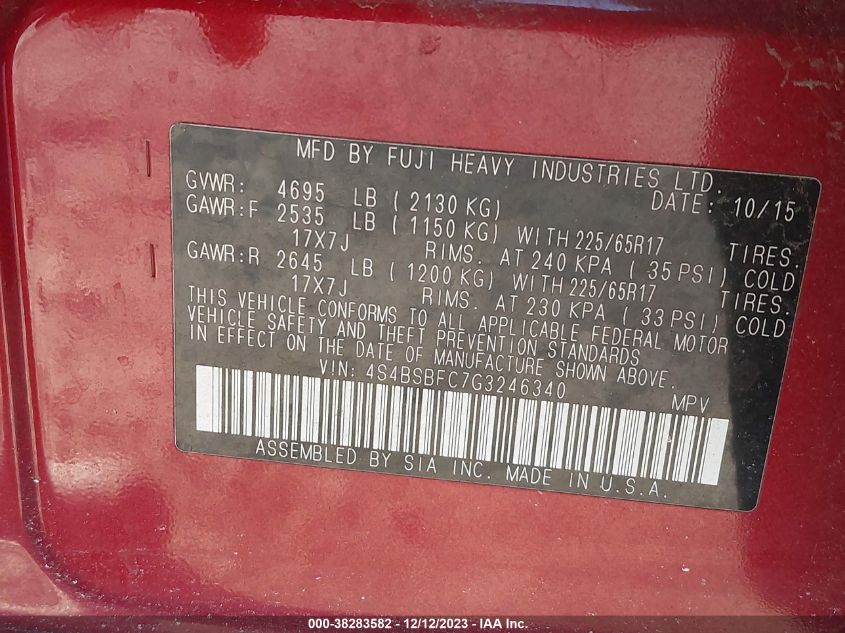 MFD BY FUJI HEAVY INDUSTRIES LTD.
GVWR: 4695 LB ( 2130 KG) DATE: 10/15
GAWR:F 2535 LB ( 1150 KG) WITH 225/65R17 TIRES.
17X7J RIMS. AT 240 KPA ( 35 PSI) COLD
GAWR:R 2645 LB ( 1200 KG) WITH 225/65R17 TIRES.
17X7J RIMS. AT 230 KPA ( 33 PSI) COLD
THIS VEHICLE CONFORMS TO ALL APPLICABLE FEDERAL MOTOR
VEHICLE SAFETY AND THEFT PREVENTION STANDARDS
IN EFFECT ON THE DATE OF MANUFACTURE SHOWN ABOVE.
VIN: 4S4BSBFC7G3246340 MPV
ASSEMBLED BY SIA INC. MADE IN U.S.A.
000-38283582 - 12/12/2023 - IAA Inc.